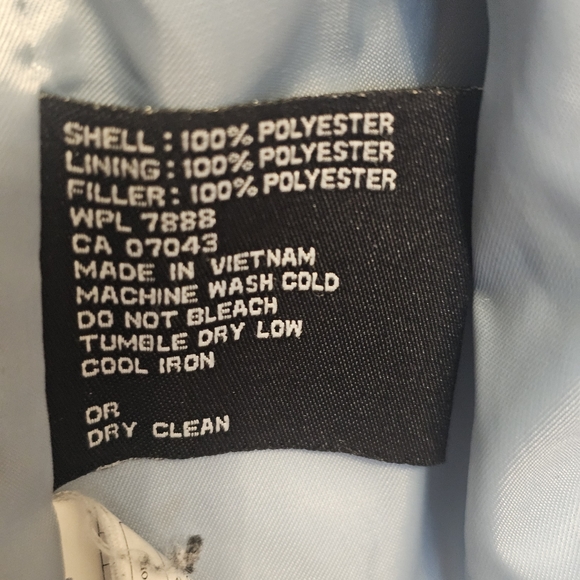 SHELL : 100% POLYESTER
LINING : 100% POLYESTER
FILLER : 100% POLYESTER
WPL 7888
CA 07043
MADE IN VIETNAM
MACHINE WASH COLD
DO NOT BLEACH
TUMBLE DRY LOW
COOL IRON
OR
DRY CLEAN